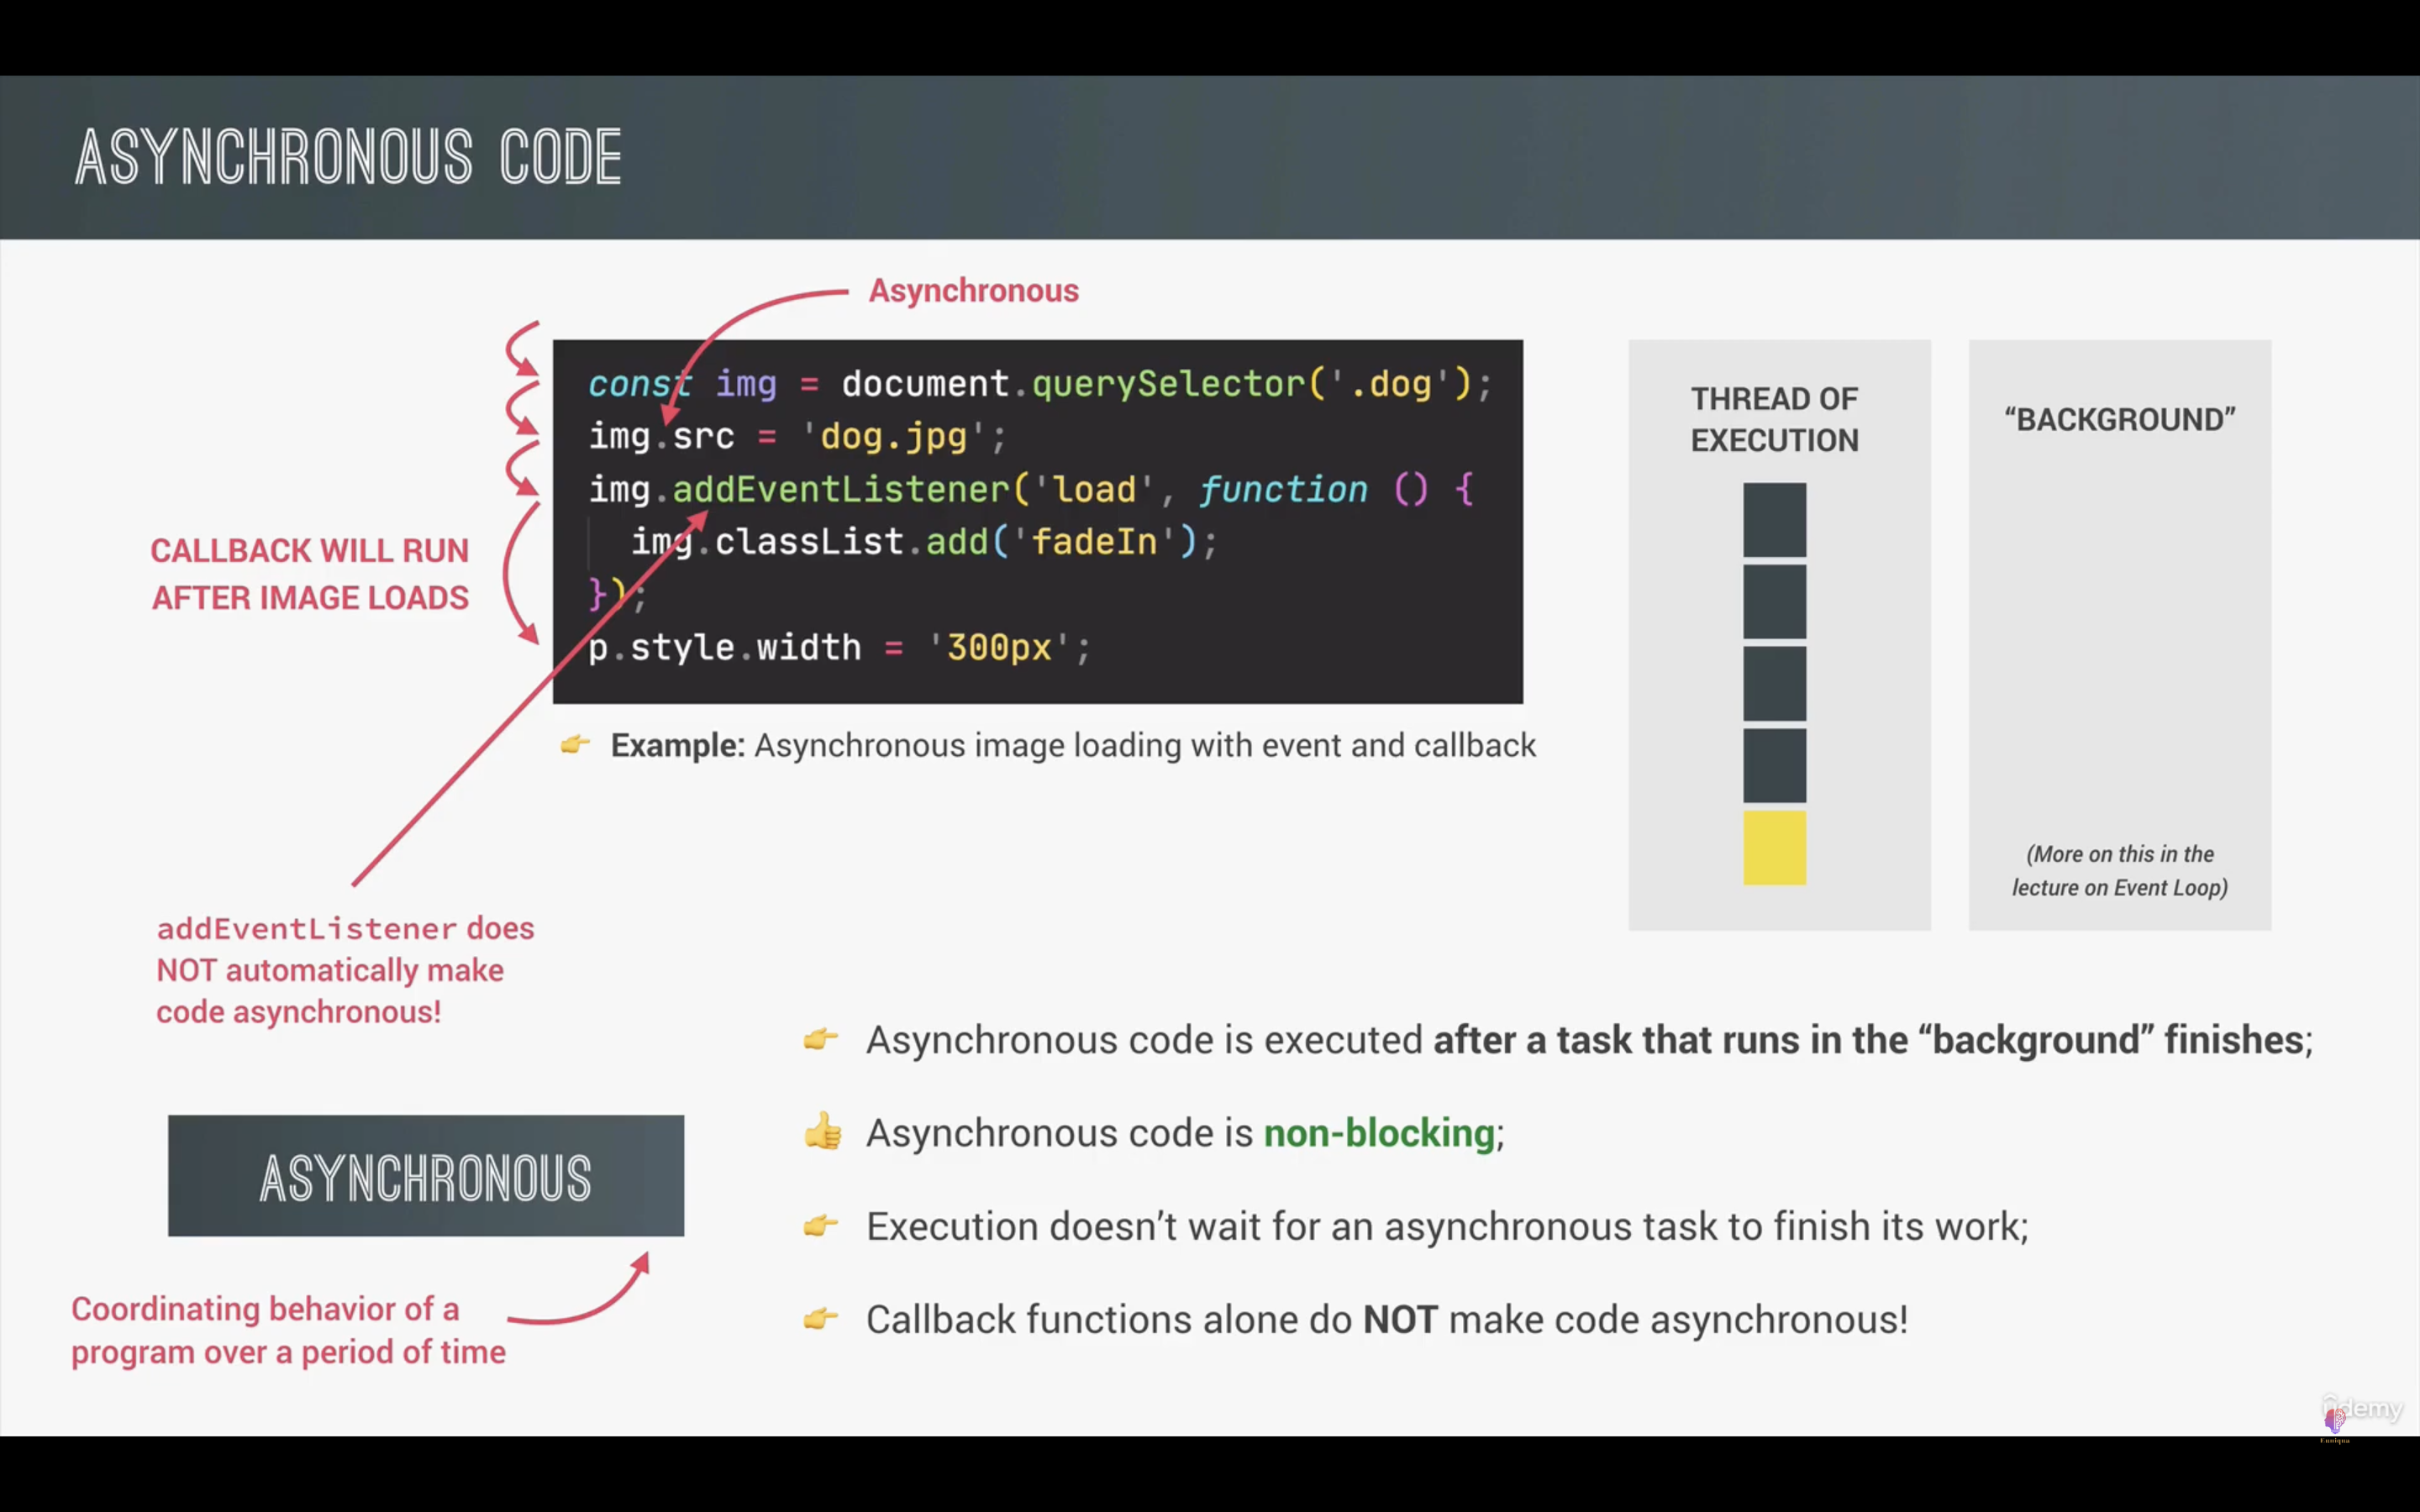 ASYNCHRONOUS CODE
Asynchronous
const img = document.querySelector('.dog');
img.src = 'dog.jpg';
img.addEventListener('load', function () {
img.classList.add('fadeIn');
});
p.style.width = '300px';
CALLBACK WILL RUN
AFTER IMAGE LOADS
👉 Example: Asynchronous image loading with event and callback
THREAD OF
EXECUTION
“BACKGROUND”
(More on this in the
lecture on Event Loop)
addEventListener does
NOT automatically make
code asynchronous!
ASYNCHRONOUS
Coordinating behavior of a
program over a period of time
👉 Asynchronous code is executed after a task that runs in the “background” finishes;
👍 Asynchronous code is non-blocking;
👉 Execution doesn’t wait for an asynchronous task to finish its work;
👉 Callback functions alone do NOT make code asynchronous!
udemy